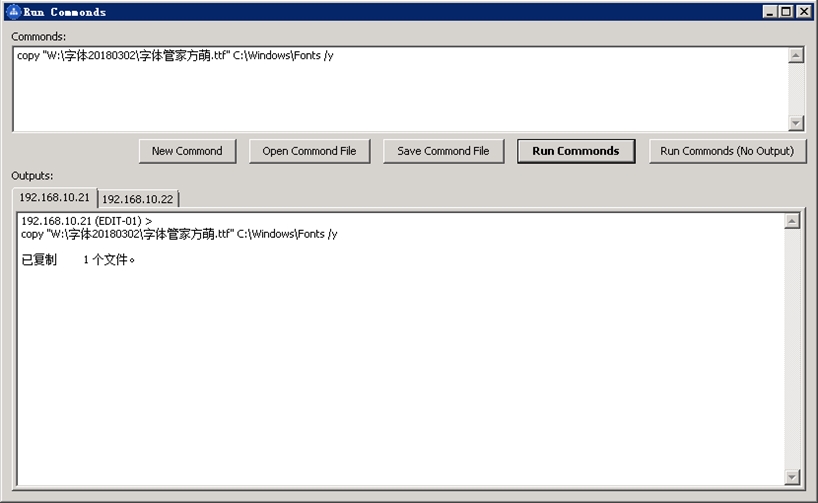 Run Commonds
Commonds:
copy "W:\字体20180302\字体管家方萌.ttf" C:\Windows\Fonts /y
New Commond Open Commond File Save Commond File Run Commonds Run Commonds (No Output)
Outputs:
192.168.10.21 192.168.10.22
192.168.10.21 (EDIT-01) >
copy "W:\字体20180302\字体管家方萌.ttf" C:\Windows\Fonts /y
已复制 1 个文件。